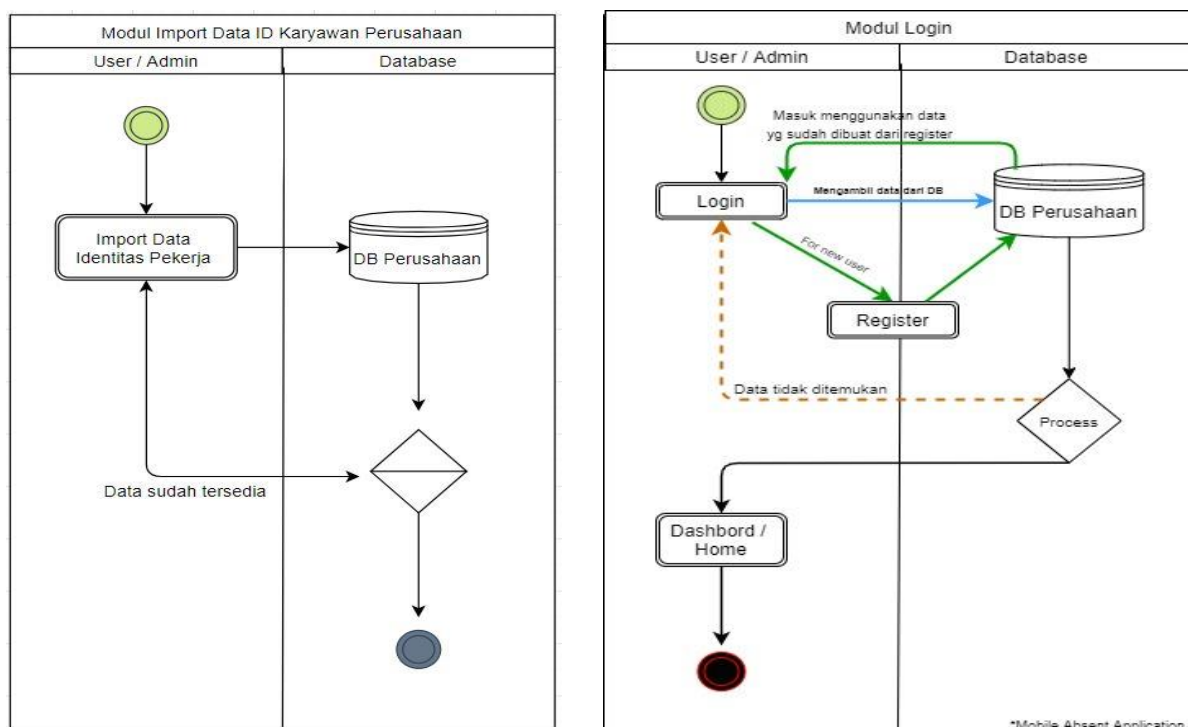 Modul Import Data ID Karyawan Perusahaan
User / Admin
Database
Import Data
Identitas Pekerja
DB Perusahaan
Data sudah tersedia
Modul Login
User / Admin
Database
Masuk menggunakan data
yg sudah dibuat dari register
Login
Mengambil data dari DB
DB Perusahaan
For new user
Register
Data tidak ditemukan
Process
Dashbord /
Home
*Mobile Absent Application